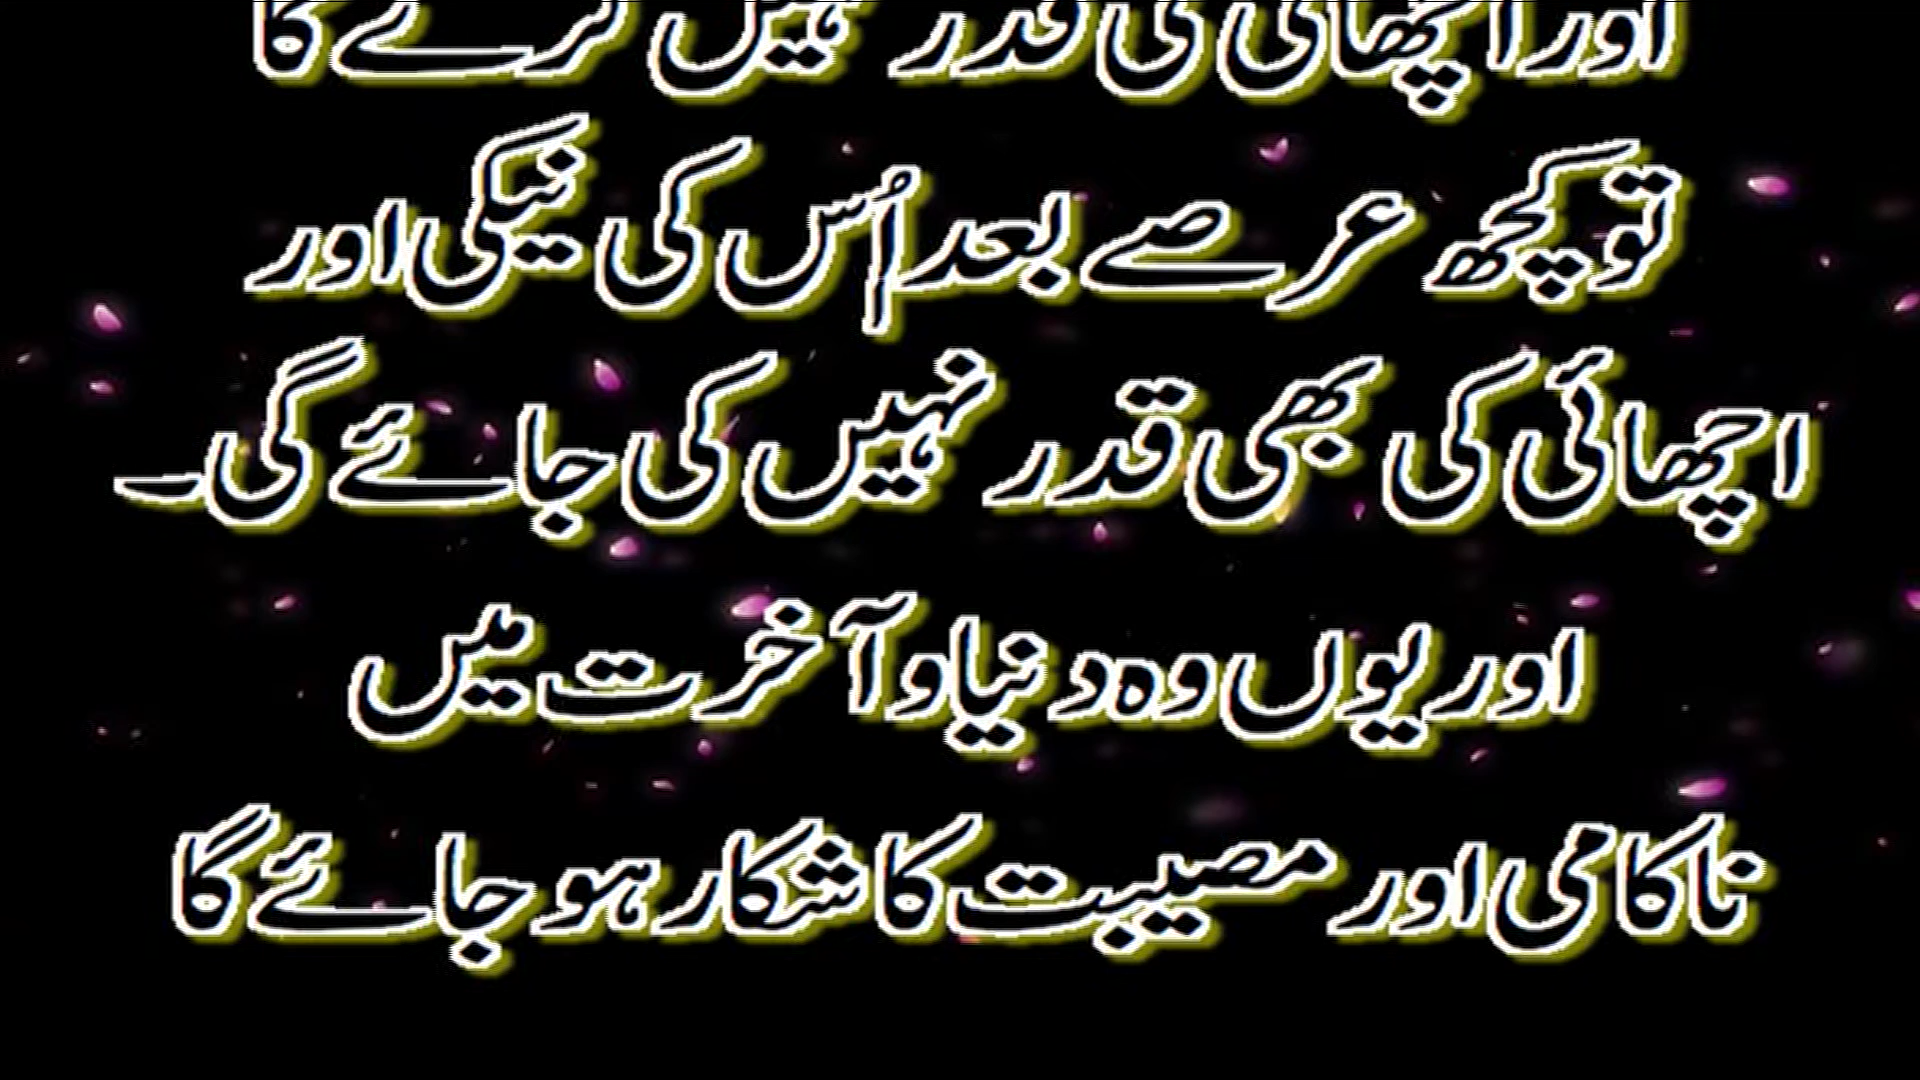 اور اچھائی کی قدر نہیں کرے گا
تو کچھ عرصے بعد اُس کی نیکی اور
اچھائی کی بھی قدر نہیں کی جائے گی۔
اور یوں وہ دنیا و آخرت میں
ناکامی اور مصیبت کا شکار ہو جائے گا